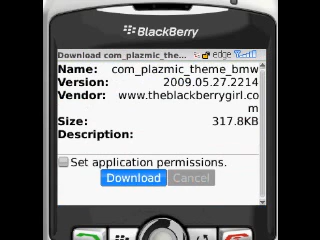 BlackBerry
Download com_plazmic_the... edge
Name: com_plazmic_theme_bmw
Version: 2009.05.27.2214
Vendor: www.theblackberrygirl.co
m
Size: 317.8KB
Description:
Set application permissions.
Download Cancel